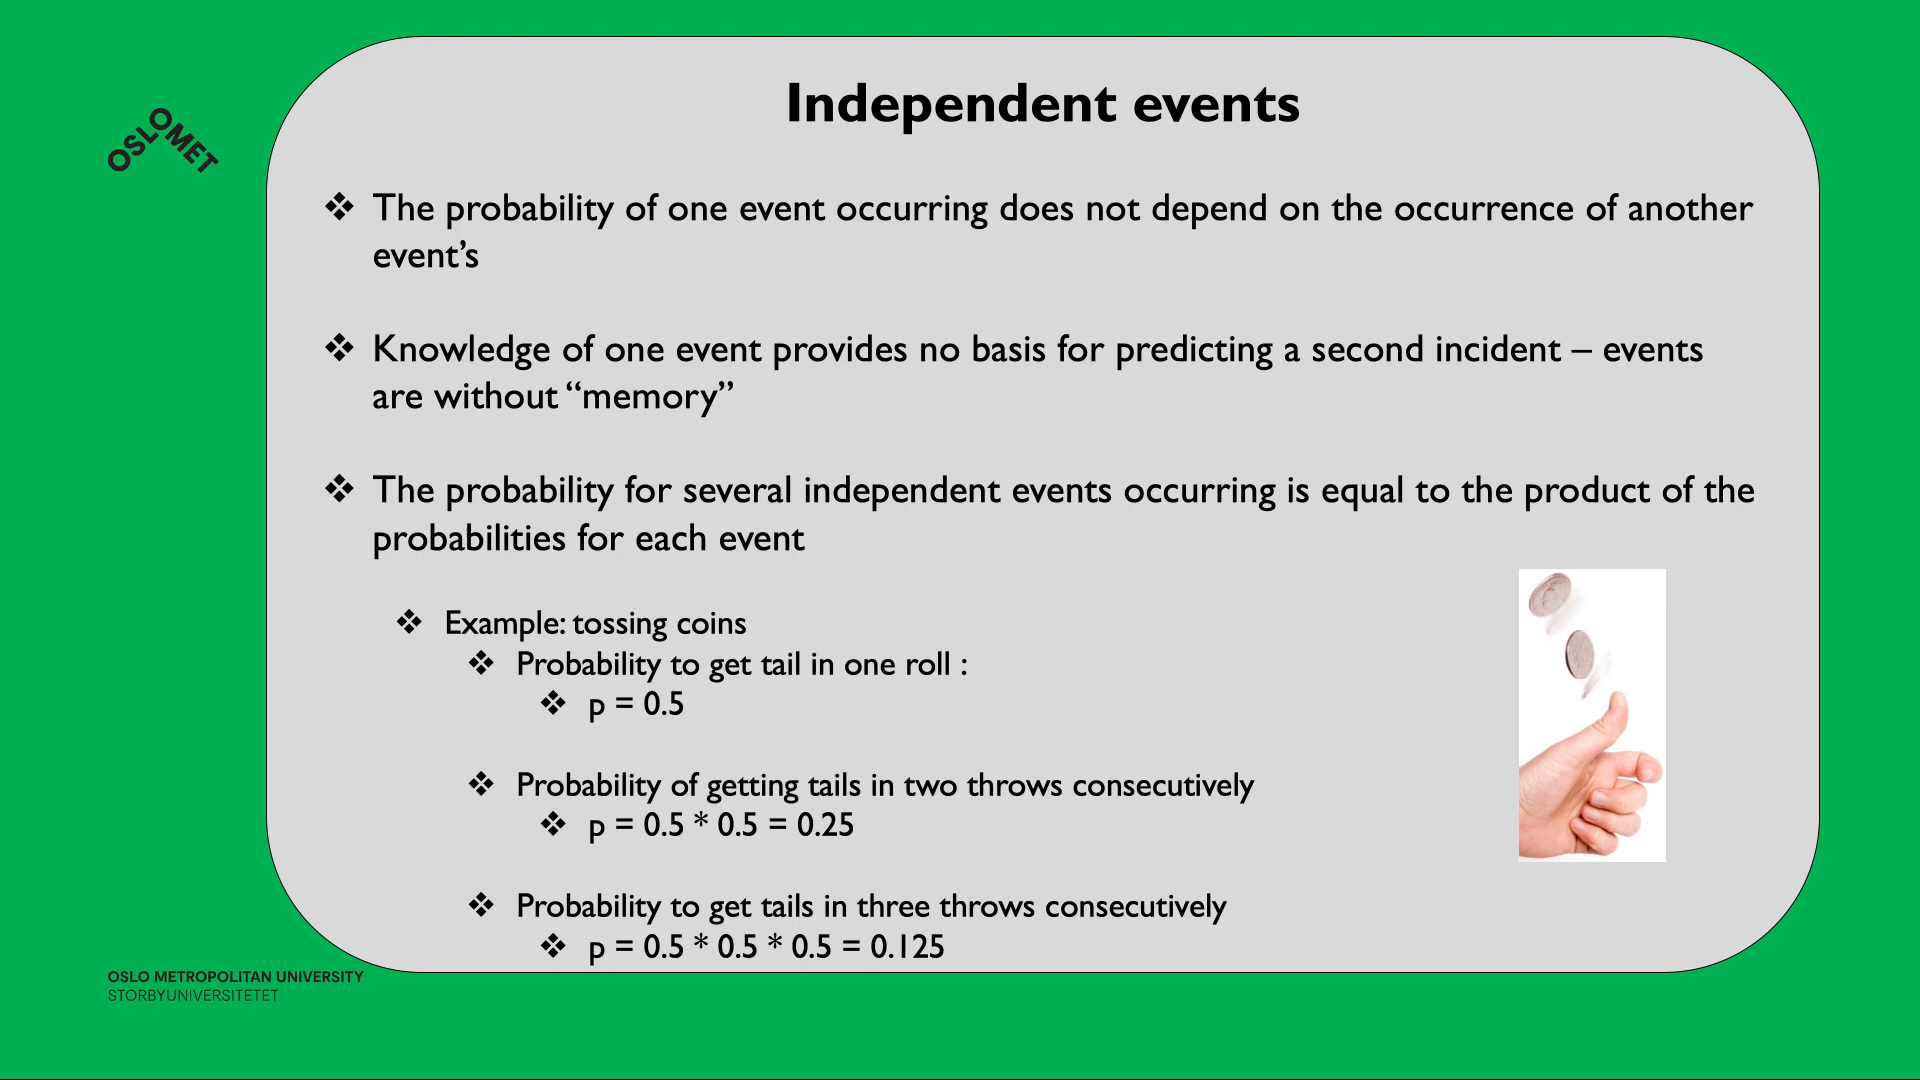 Independent events
OSLOMET
❖ The probability of one event occurring does not depend on the occurrence of another
event’s
❖ Knowledge of one event provides no basis for predicting a second incident – events
are without “memory”
❖ The probability for several independent events occurring is equal to the product of the
probabilities for each event
❖ Example: tossing coins
❖ Probability to get tail in one roll :
❖ p = 0.5
❖ Probability of getting tails in two throws consecutively
❖ p = 0.5 * 0.5 = 0.25
❖ Probability to get tails in three throws consecutively
❖ p = 0.5 * 0.5 * 0.5 = 0.125
OSLO METROPOLITAN UNIVERSITY
STORBYUNIVERSITETET